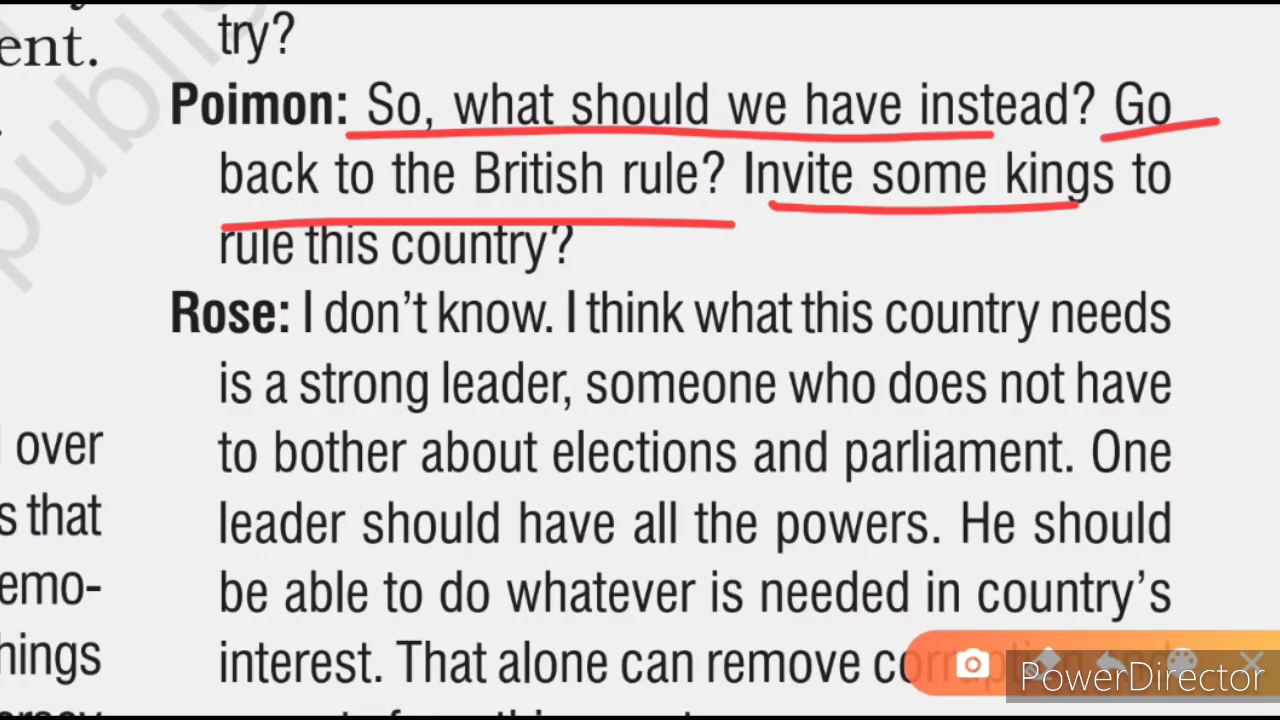 ent.
try?
Poimon: So, what should we have instead? Go
back to the British rule? Invite some kings to
rule this country?
Rose: I don't know. I think what this country needs
is a strong leader, someone who does not have
to bother about elections and parliament. One
over
leader should have all the powers. He should
s that
be able to do whatever is needed in country's
emo-
interest. That alone can remove corruption and
hings
publis
PowerDirector